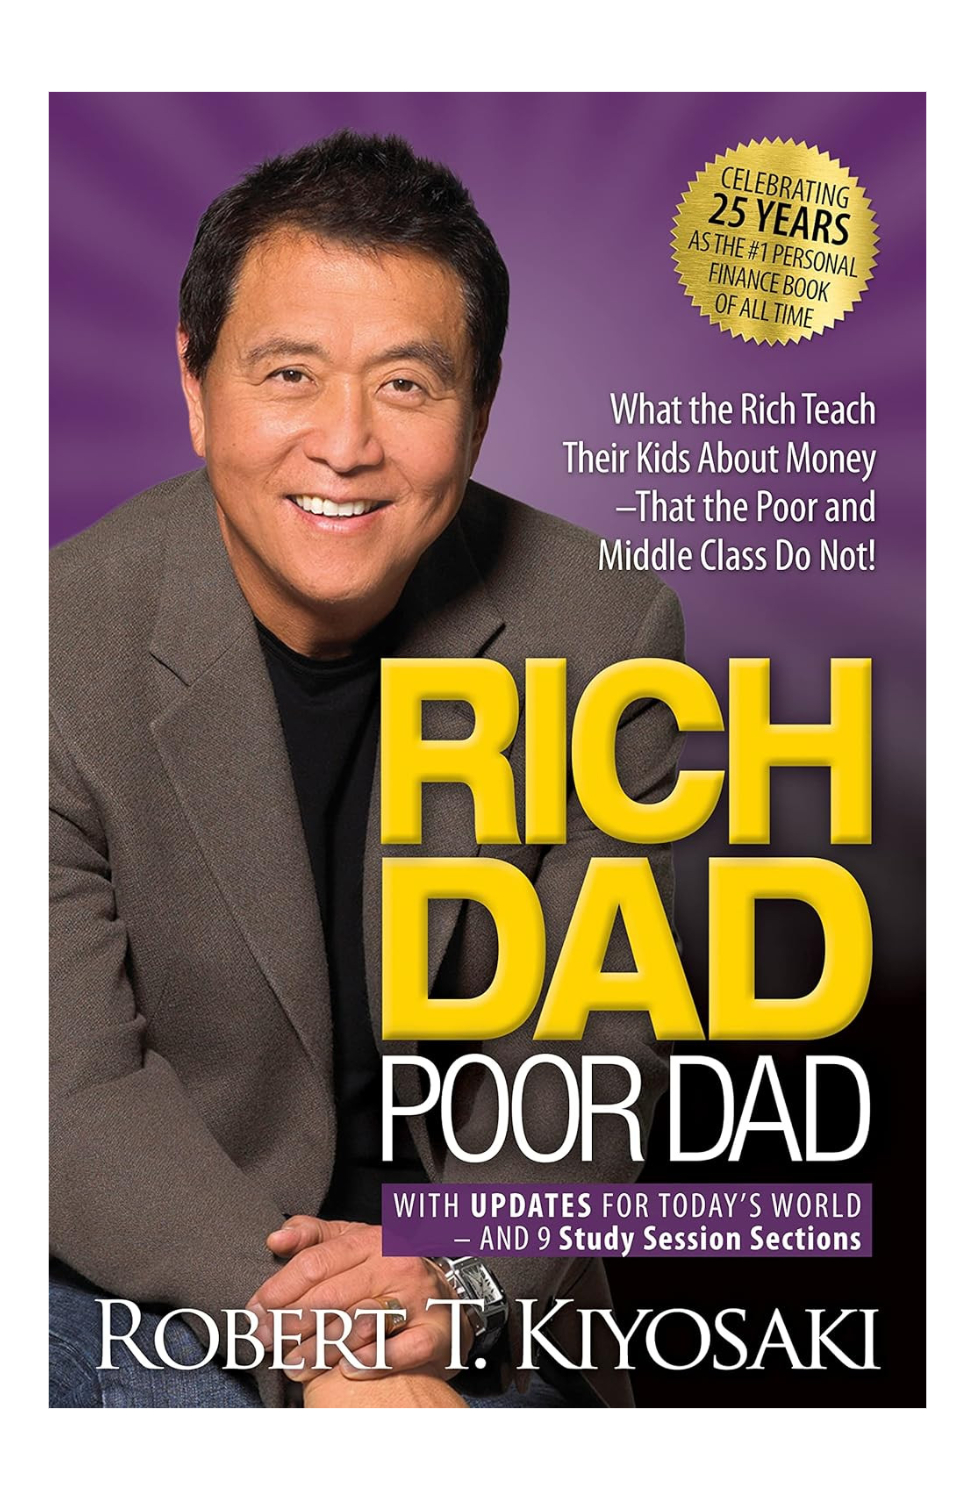 CELEBRATING
25 YEARS
AS THE #1 PERSONAL
FINANCE BOOK
OF ALL TIME
What the Rich Teach
Their Kids About Money
–That the Poor and
Middle Class Do Not!
RICH
DAD
POOR DAD
WITH UPDATES FOR TODAY'S WORLD
– AND 9 Study Session Sections
ROBERT T. KIYOSAKI